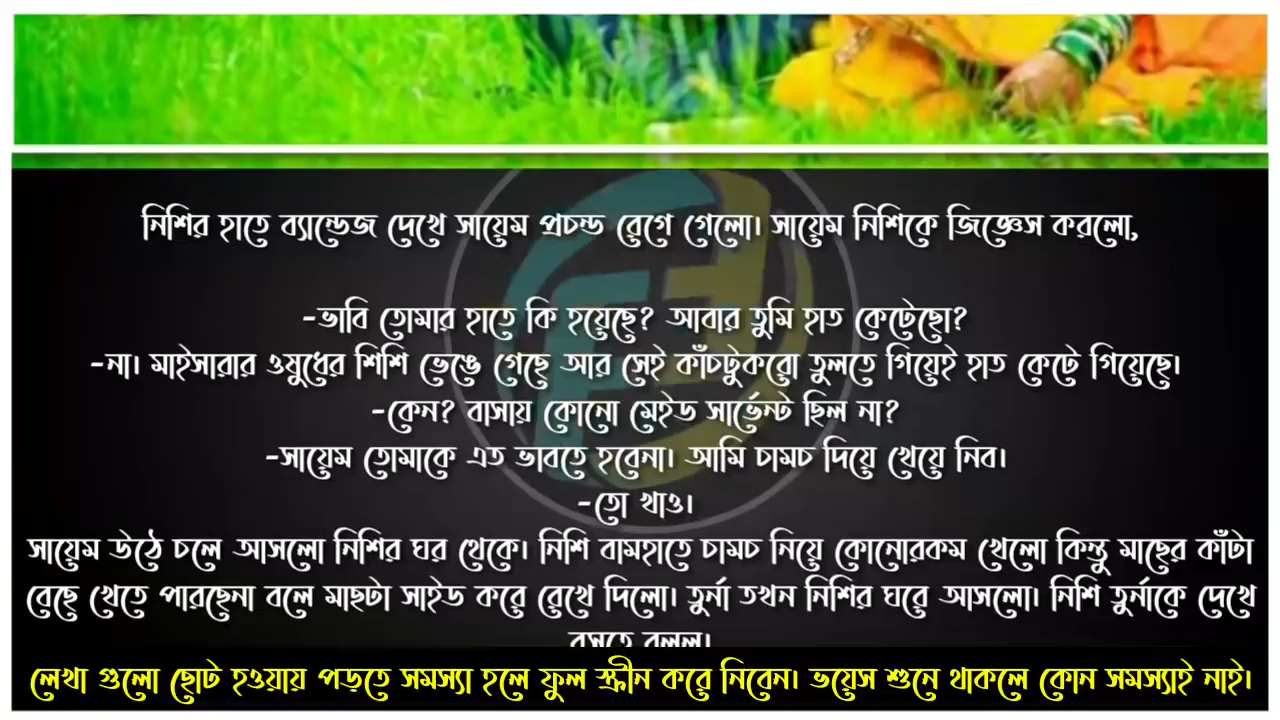 নিশির হাতে ব্যান্ডেজ দেখে সায়েম প্রচন্ড রেগে গেলো। সায়েম নিশিকে জিজ্ঞেস করলো,
-ভাবি তোমার হাতে কি হয়েছে? আবার তুমি হাত কেটেছো?
-না। মাইসারার ওষুধের শিশি ভেঙে গেছে আর সেই কাঁচটুকরো তুলতে গিয়েই হাত কেটে গিয়েছে।
-কেন? বাসায় কোনো মেইড সার্ভেন্ট ছিল না?
-সায়েম তোমাকে এত ভাবতে হবেনা। আমি চামচ দিয়ে খেয়ে নিব।
-তো খাও।
সায়েম উঠে চলে আসলো নিশির ঘর থেকে। নিশি বামহাতে চামচ নিয়ে কোনোরকম খেলো কিন্তু মাছের কাঁটা
বেছে খেতে পারছেনা বলে মাছটা সাইড করে রেখে দিলো। তুর্না তখন নিশির ঘরে আসলো। নিশি তুর্নাকে দেখে
বসতে বলল।
লেখা গুলো ছোট হওয়ায় পড়তে সমস্যা হলে ফুল স্ক্রীন করে নিবেন। ভয়েস শুনে থাকলে কোন সমস্যাই নাই।